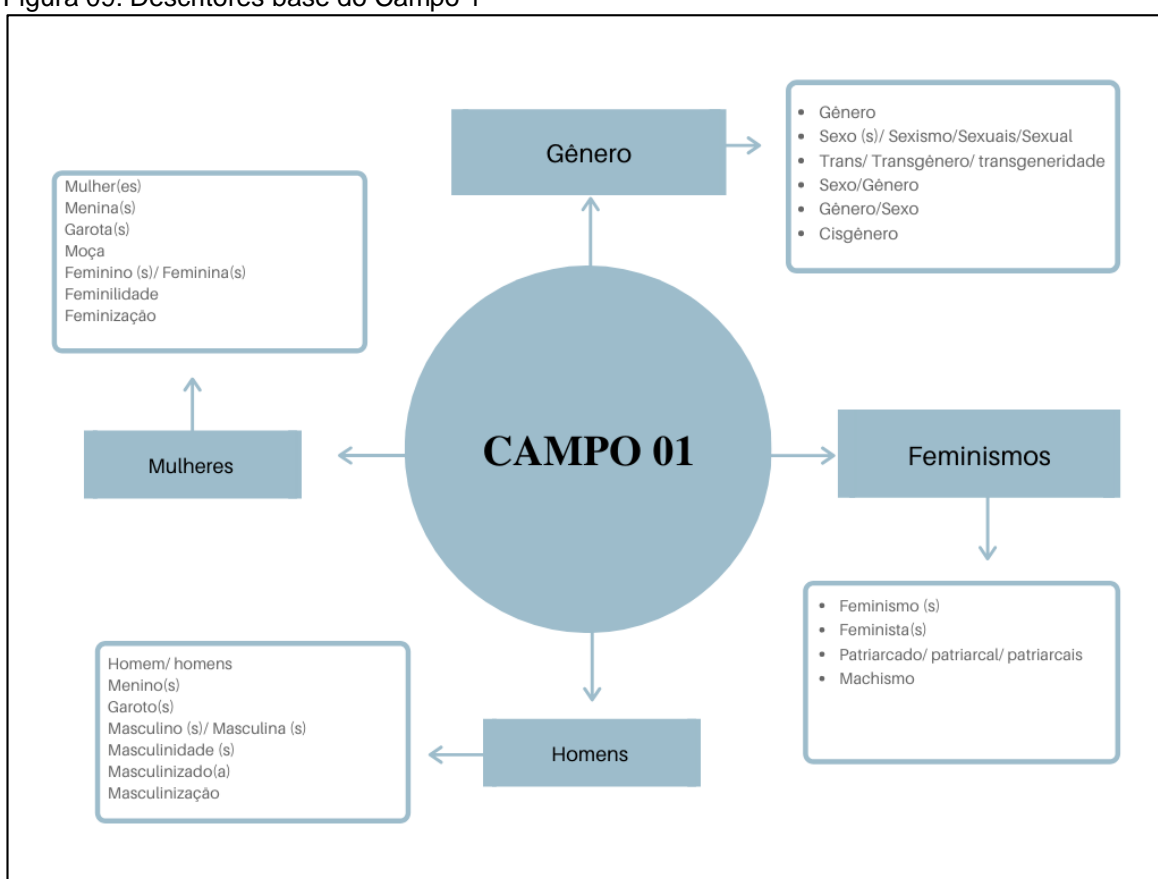 Figura 09: Descritores base do Campo 1
Gênero
Gênero
Sexo (s)/ Sexismo/Sexuais/Sexual
Trans/ Transgênero/ transgeneridade
Sexo/Gênero
Gênero/Sexo
Cisgênero
Mulher(es)
Menina(s)
Garota(s)
Moça
Feminino (s)/ Feminina(s)
Feminilidade
Feminização
Mulheres
CAMPO 01
Feminismos
Feminismo (s)
Feminista(s)
Patriarcado/ patriarcal/ patriarcais
Machismo
Homem/ homens
Menino(s)
Garoto(s)
Masculino (s)/ Masculina (s)
Masculinidade (s)
Masculinizado(a)
Masculinização
Homens